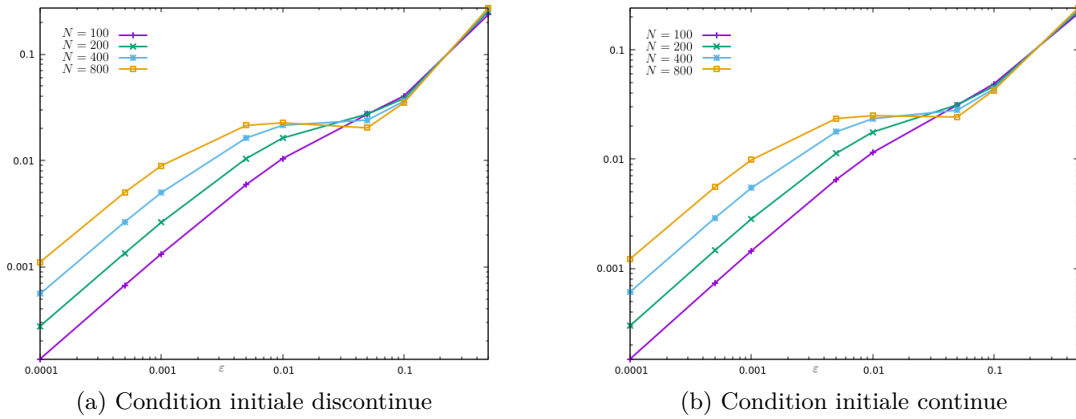 0.1
0.01
0.001
0.0001
0.001
0.01
0.1
ε
N = 100
N = 200
N = 400
N = 800
(a) Condition initiale discontinue
0.1
0.01
0.001
0.0001
0.001
0.01
0.1
ε
N = 100
N = 200
N = 400
N = 800
(b) Condition initiale continue